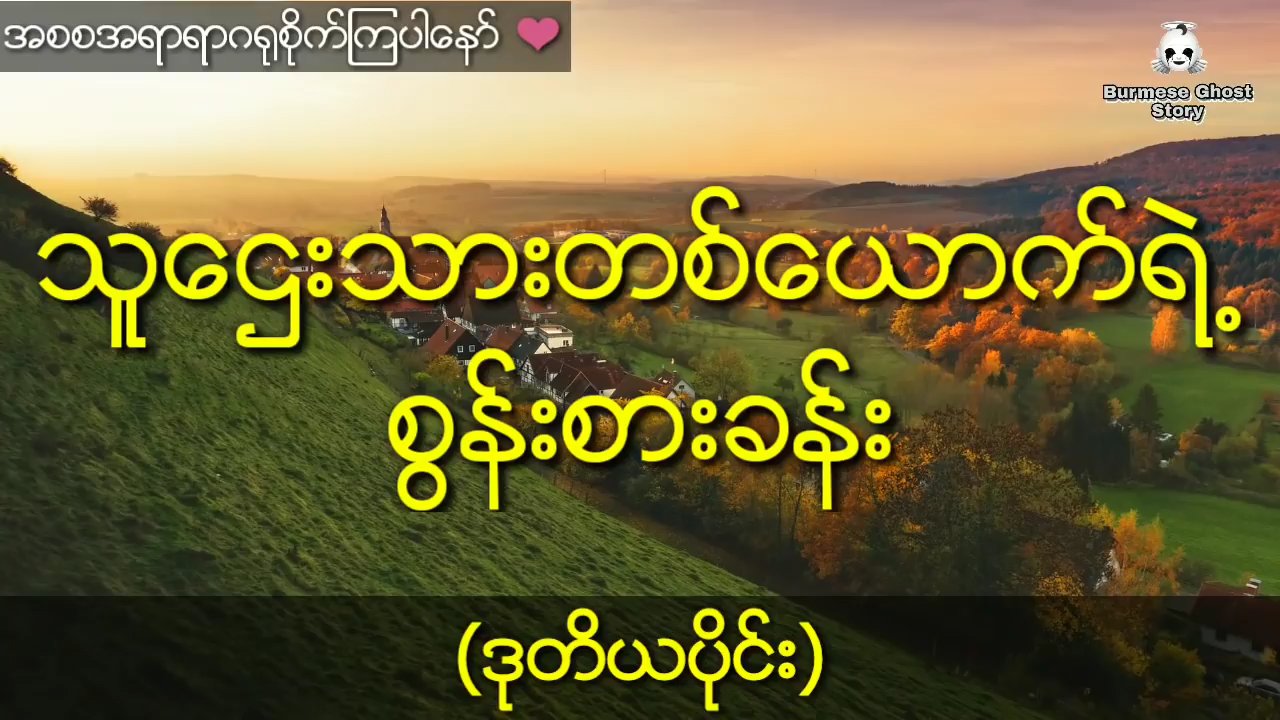 အစစအရာရာဂရုစိုက်ကြပါနော် ❤
Burmese Ghost
Story
သူဌေးသားတစ်ယောက်ရဲ့
စွန်းစားခန်း
(ဒုတိယပိုင်း)